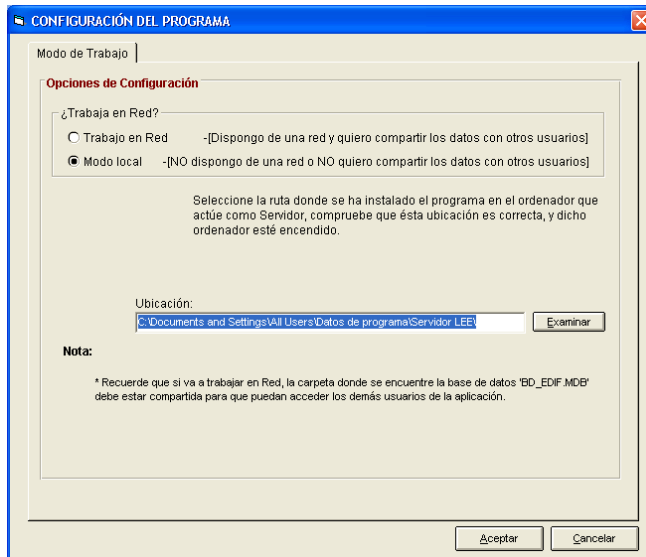 CONFIGURACIÓN DEL PROGRAMA
Modo de Trabajo
Opciones de Configuración
¿Trabaja en Red?
Trabajo en Red -[Dispongo de una red y quiero compartir los datos con otros usuarios]
Modo local -[NO dispongo de una red o NO quiero compartir los datos con otros usuarios]
Seleccione la ruta donde se ha instalado el programa en el ordenador que
actúe como Servidor, compruebe que ésta ubicación es correcta, y dicho
ordenador esté encendido.
Ubicación:
C:\Documents and Settings\All Users\Datos de programa\Servidor LEE\
Examinar
Nota:
* Recuerde que si va a trabajar en Red, la carpeta donde se encuentre la base de datos 'BD_EDIF.MDB'
debe estar compartida para que puedan acceder los demás usuarios de la aplicación.
Aceptar
Cancelar